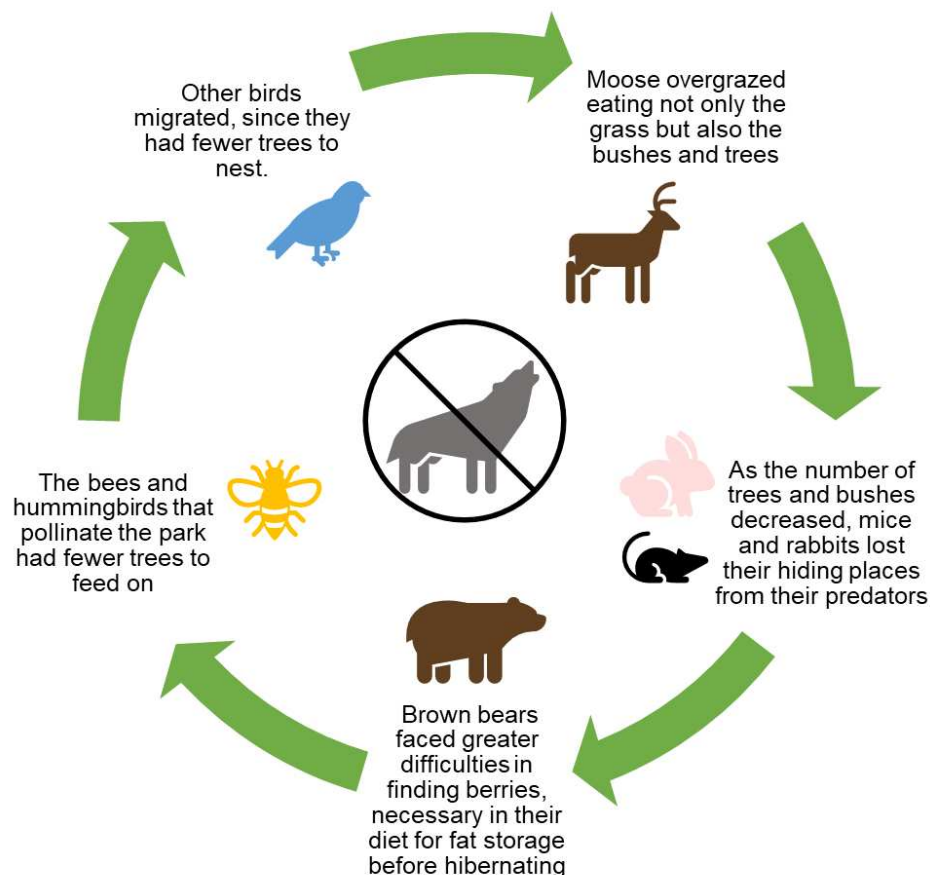 Other birds
migrated, since they
had fewer trees to
nest.
Moose overgrazed
eating not only the
grass but also the
bushes and trees
As the number of
trees and bushes
decreased, mice
and rabbits lost
their hiding places
from their predators
Brown bears
faced greater
difficulties in
finding berries,
necessary in their
diet for fat storage
before hibernating
The bees and
hummingbirds that
pollinate the park
had fewer trees to
feed on